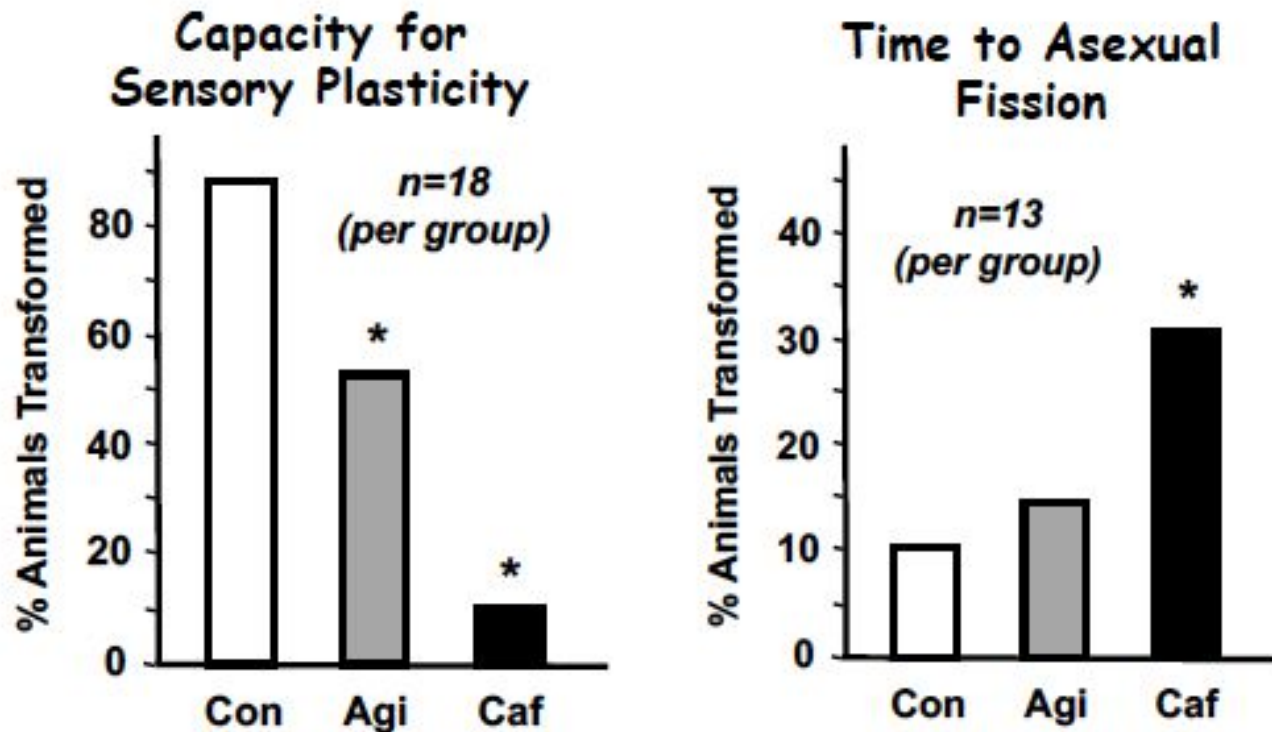 Capacity for
Sensory Plasticity
% Animals Transformed
80
60
40
20
0
n=18
(per group)
*
*
Con Agi Caf
Time to Asexual
Fission
% Animals Transformed
40
30
20
10
0
n=13
(per group)
*
Con Agi Caf